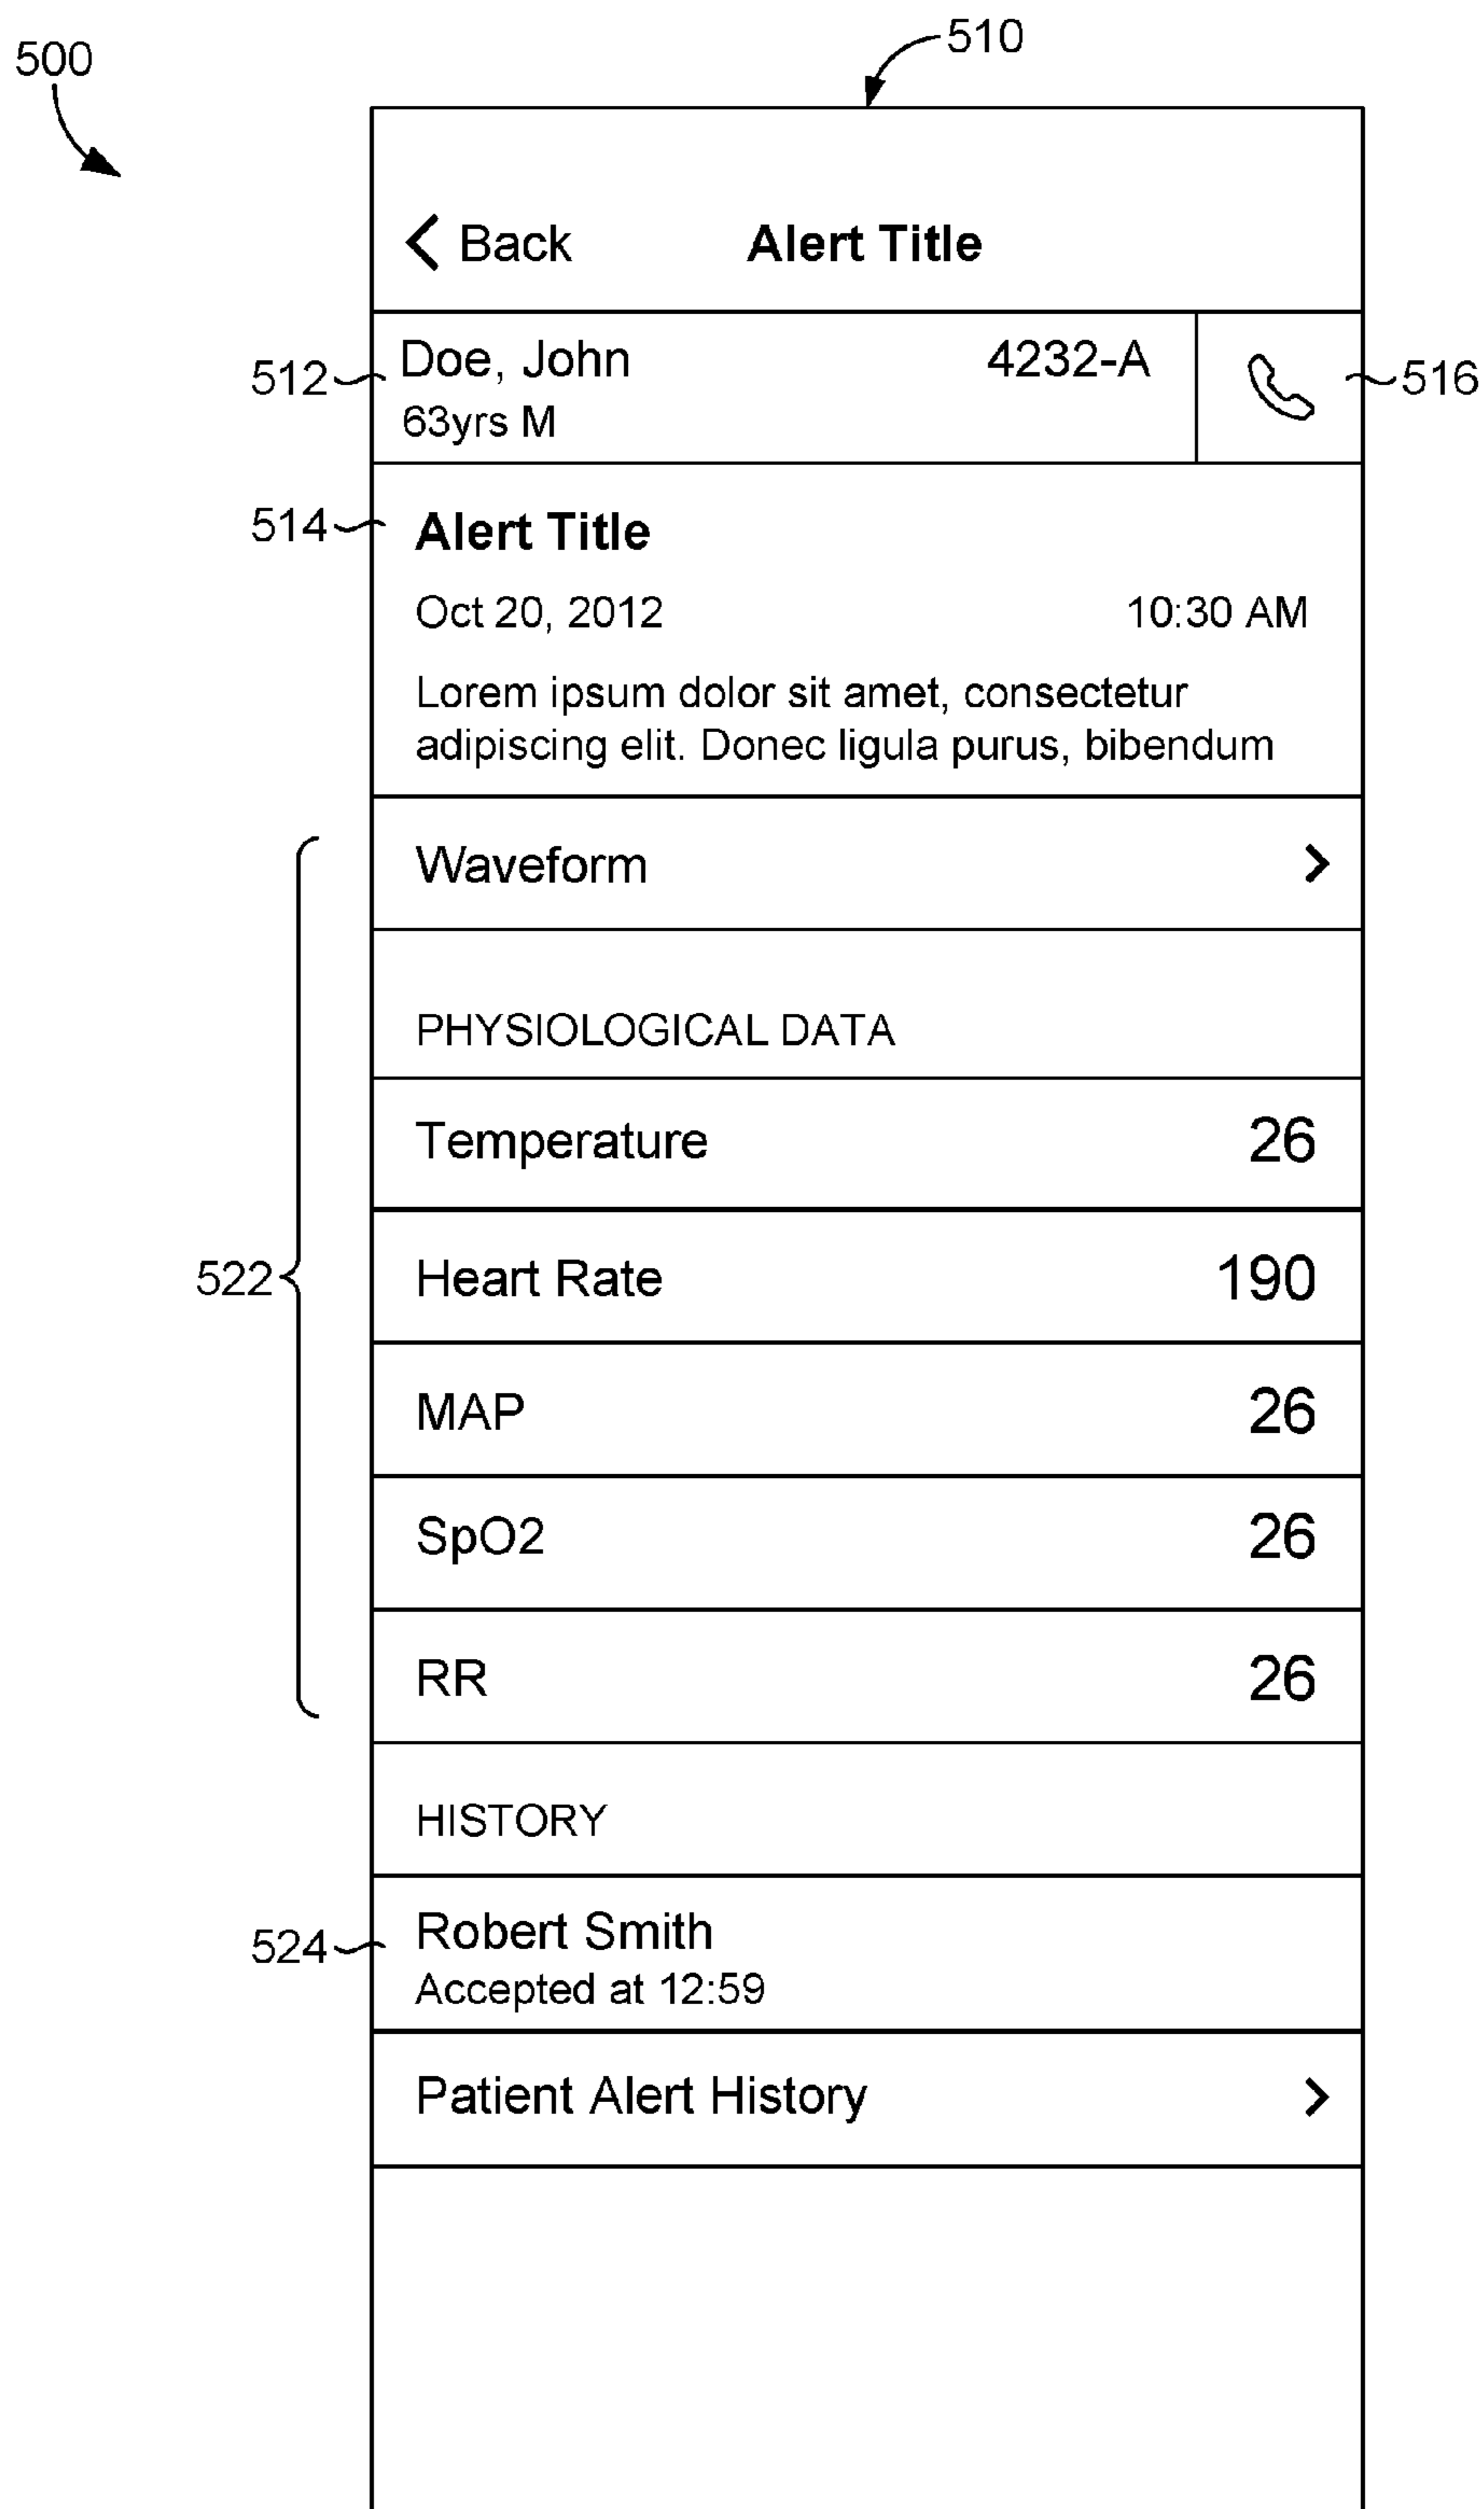 510
500
Back Alert Title
512 Doe, John 4232-A 516
63yrs M
514 Alert Title
Oct 20, 2012 10:30 AM
Lorem ipsum dolor sit amet, consectetur
adipiscing elit. Donec ligula purus, bibendum
Waveform
PHYSIOLOGICAL DATA
Temperature 26
522 Heart Rate 190
MAP 26
SpO2 26
RR 26
HISTORY
524 Robert Smith
Accepted at 12:59
Patient Alert History